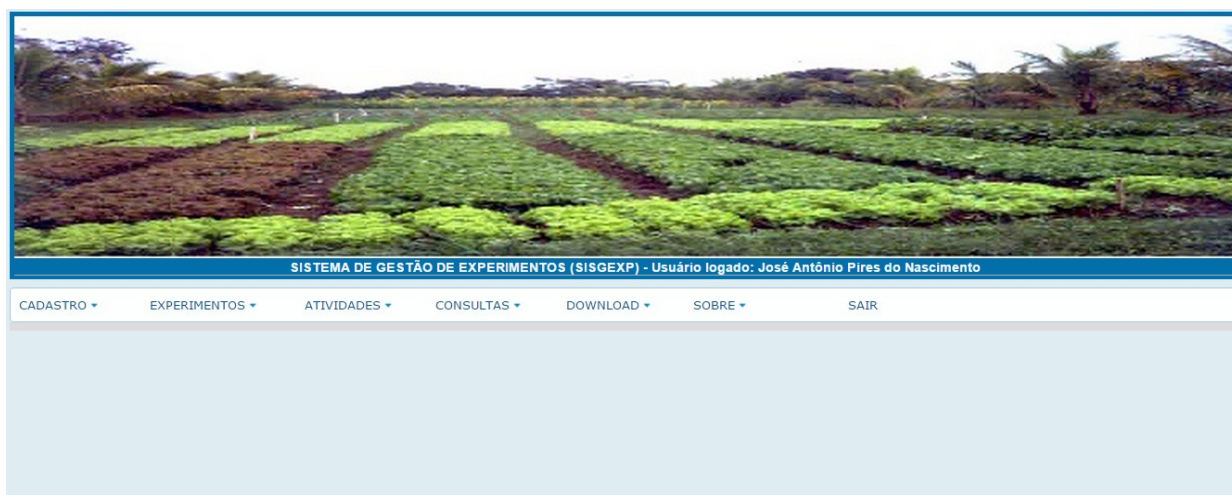 SISTEMA DE GESTÃO DE EXPERIMENTOS (SISGEXP) - Usuário logado: José Antônio Pires do Nascimento
CADASTRO EXPERIMENTOS ATIVIDADES CONSULTAS DOWNLOAD SOBRE SAIR